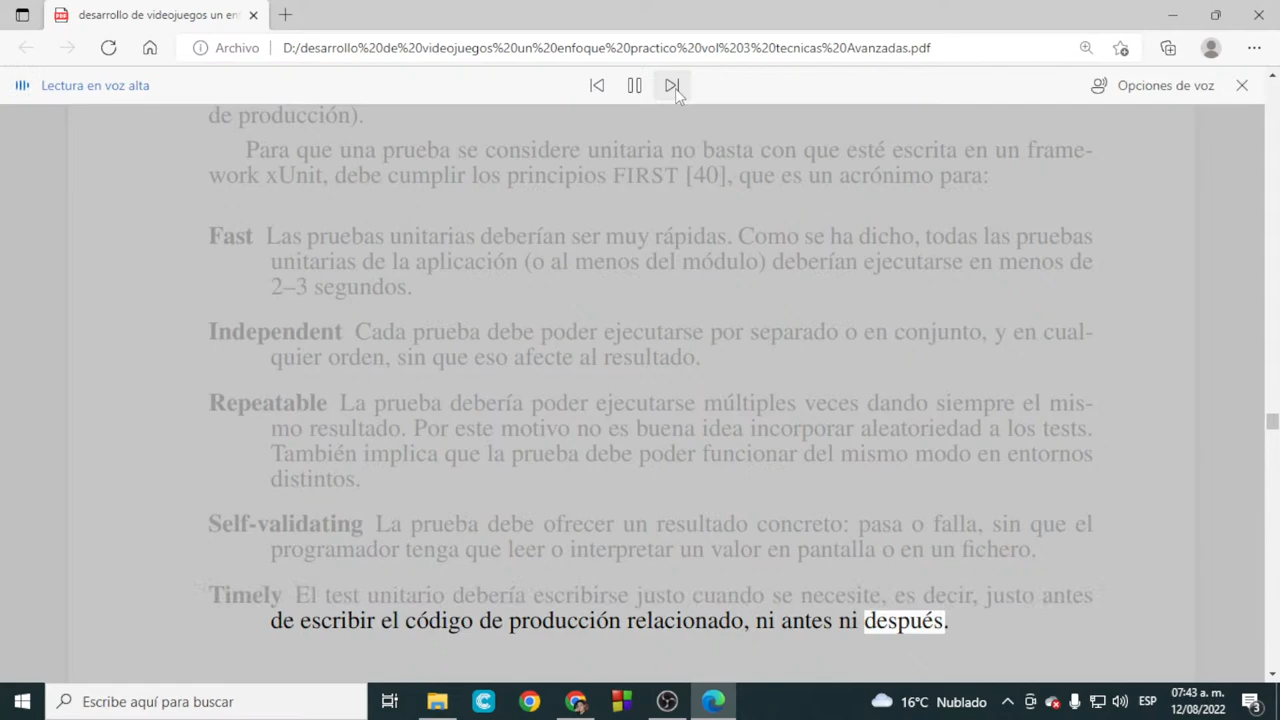 desarrollo de videojuegos un en
Archivo
D:/desarrollo%20de%20videojuegos%20un%20enfoque%20practico%20vol%203%20tecnicas%20Avanzadas.pdf
Lectura en voz alta
Opciones de voz
de producción).
Para que una prueba se considere unitaria no basta con que esté escrita en un frame-
work xUnit, debe cumplir los principios FIRST [40], que es un acrónimo para:
Fast Las pruebas unitarias deberían ser muy rápidas. Como se ha dicho, todas las pruebas
unitarias de la aplicación (o al menos del módulo) deberían ejecutarse en menos de
2–3 segundos.
Independent Cada prueba debe poder ejecutarse por separado o en conjunto, y en cual-
quier orden, sin que eso afecte al resultado.
Repeatable La prueba debería poder ejecutarse múltiples veces dando siempre el mis-
mo resultado. Por este motivo no es buena idea incorporar aleatoriedad a los tests.
También implica que la prueba debe poder funcionar del mismo modo en entornos
distintos.
Self-validating La prueba debe ofrecer un resultado concreto: pasa o falla, sin que el
programador tenga que leer o interpretar un valor en pantalla o en un fichero.
Timely El test unitario debería escribirse justo cuando se necesite, es decir, justo antes
de escribir el código de producción relacionado, ni antes ni después.
Escribe aquí para buscar
16°C Nublado
ESP
07:43 a. m.
12/08/2022
3